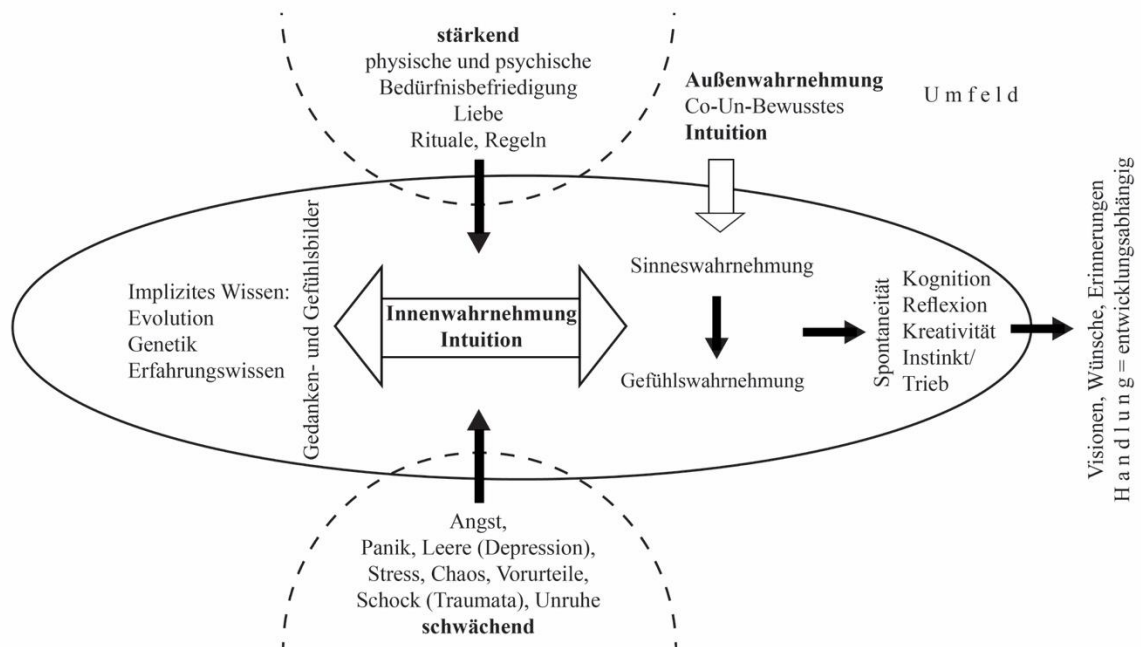 stärkend
physische und psychische
Bedürfnisbefriedigung
Liebe
Rituale, Regeln
Außenwahrnehmung
Co-Un-Bewusstes
Intuition
Umfeld
Implizites Wissen:
Evolution
Genetik
Erfahrungswissen
Gedanken- und Gefühlsbilder
Innenwahrnehmung
Intuition
Sinneswahrnehmung
Gefühlswahrnehmung
Spontaneität
Kognition
Reflexion
Kreativität
Instinkt/
Trieb
Visionen, Wünsche, Erinnerungen
Handlung = entwicklungsabhängig
Angst,
Panik, Leere (Depression),
Stress, Chaos, Vorurteile,
Schock (Traumata), Unruhe
schwächend